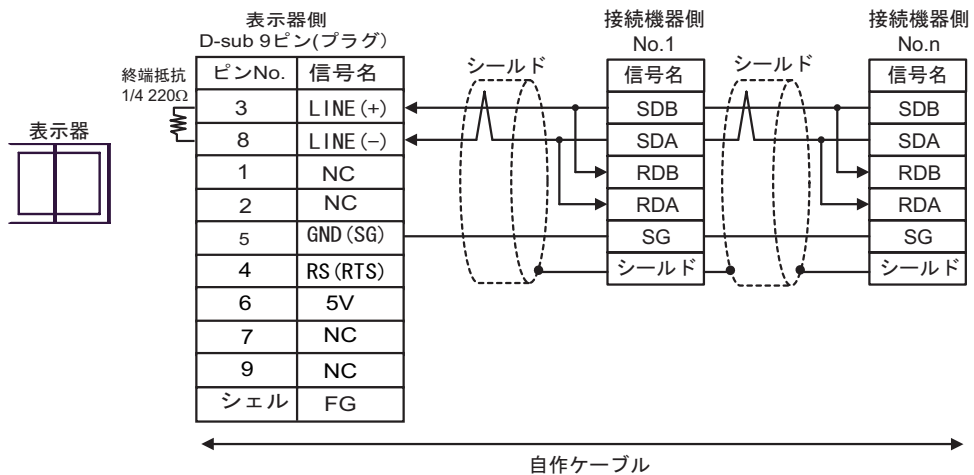 表示器側
D-sub 9ピン(プラグ)
接続機器側
No.1
接続機器側
No.n
終端抵抗
1/4 220Ω
表示器
シールド
シールド
ピンNo. 信号名
3 LINE(+)
8 LINE(−)
1 NC
2 NC
5 GND(SG)
4 RS(RTS)
6 5V
7 NC
9 NC
シェル FG
信号名
SDB
SDA
RDB
RDA
SG
シールド
信号名
SDB
SDA
RDB
RDA
SG
シールド
自作ケーブル